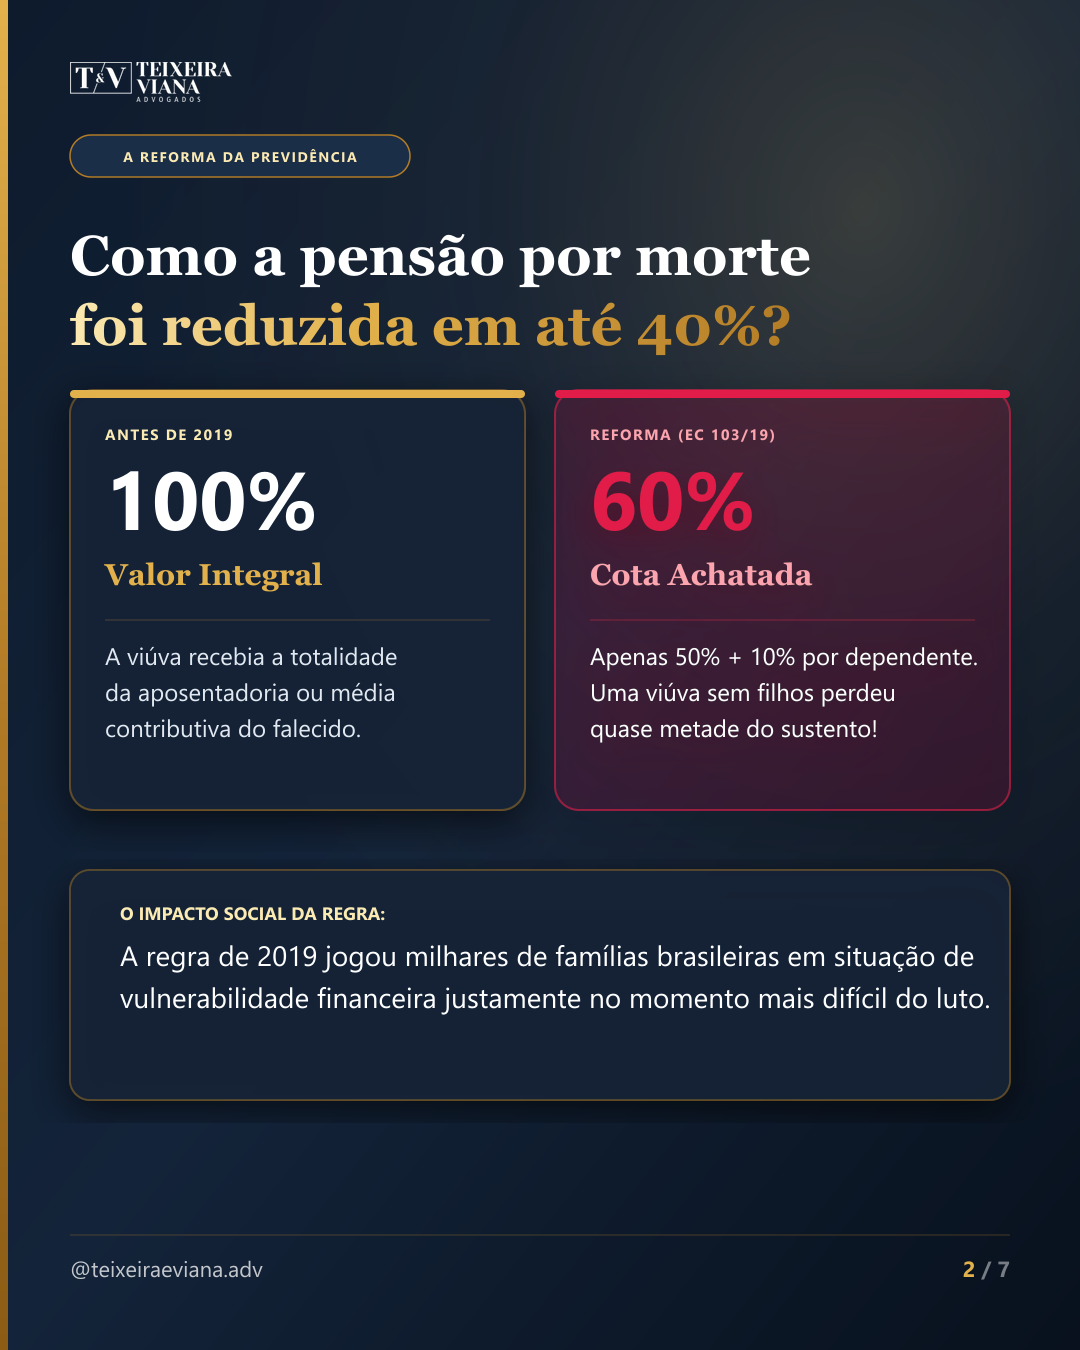 T&V TEIXEIRA
VIANA
ADVOGADOS
A REFORMA DA PREVIDÊNCIA
Como a pensão por morte
foi reduzida em até 40%?
ANTES DE 2019
100%
Valor Integral
A viúva recebia a totalidade
da aposentadoria ou média
contributiva do falecido.
REFORMA (EC 103/19)
60%
Cota Achatada
Apenas 50% + 10% por dependente.
Uma viúva sem filhos perdeu
quase metade do sustento!
O IMPACTO SOCIAL DA REGRA:
A regra de 2019 jogou milhares de famílias brasileiras em situação de
vulnerabilidade financeira justamente no momento mais difícil do luto.
@teixeiraeviana.adv
2 / 7